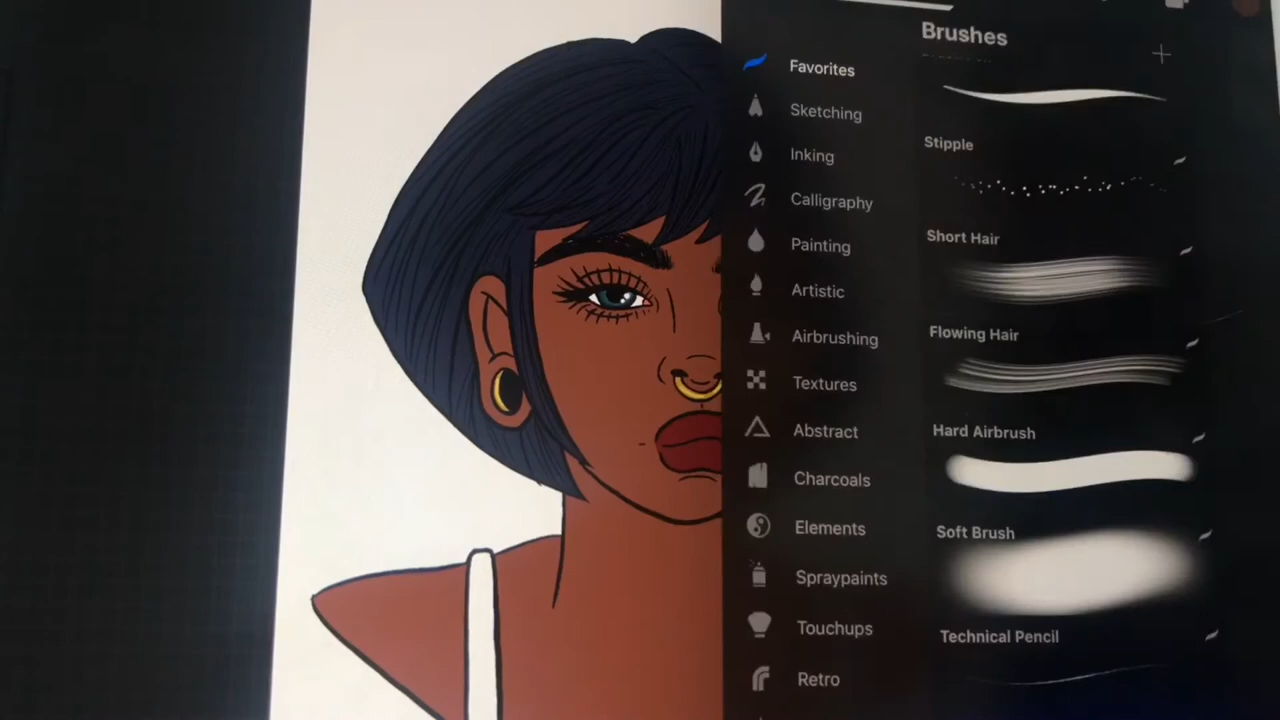 Brushes
Favorites
Sketching
Inking
Calligraphy
Painting
Artistic
Airbrushing
Textures
Abstract
Charcoals
Elements
Spraypaints
Touchups
Retro
Stipple
Short Hair
Flowing Hair
Hard Airbrush
Soft Brush
Technical Pencil